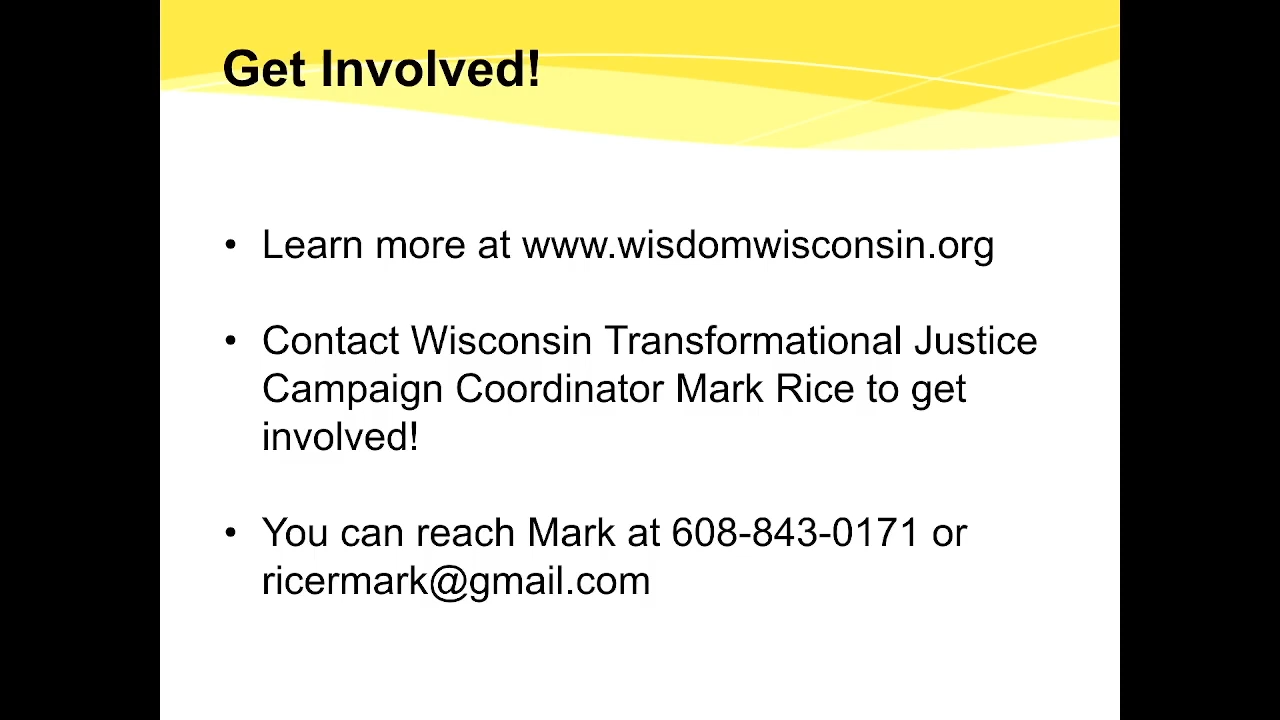 Get Involved!
• Learn more at www.wisdomwisconsin.org
• Contact Wisconsin Transformational Justice
Campaign Coordinator Mark Rice to get
involved!
• You can reach Mark at 608-843-0171 or
ricermark@gmail.com